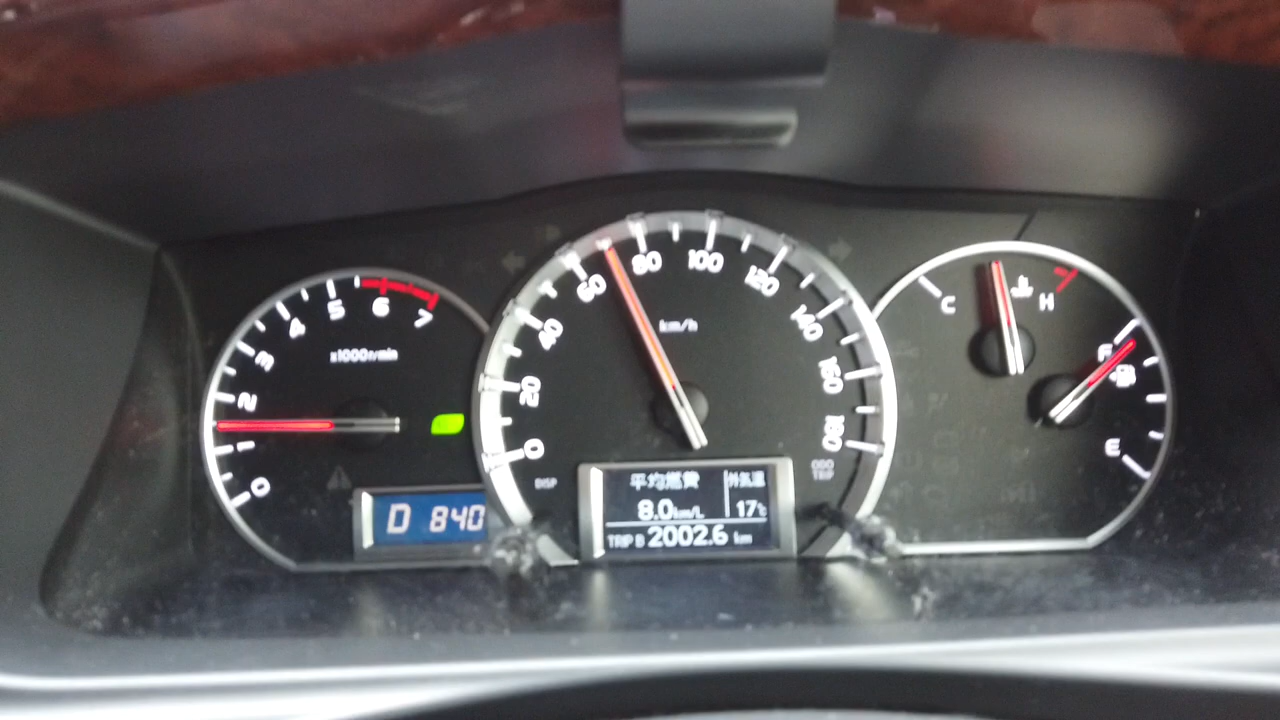 0
1
2
3
4
5
6
7
x1000r/min
D 840
0
20
40
60
80
100
120
140
160
180
km/h
DISP
ODO
TRIP
平均燃費
外気温
8.0km/L
17℃
TRIP B 2002.6 km
C
H
F
E